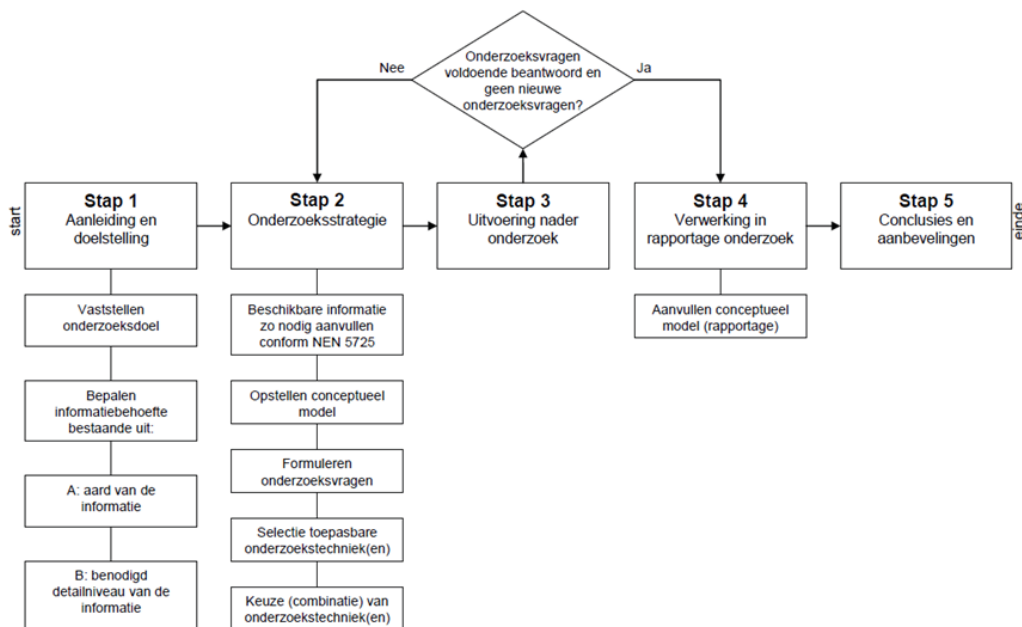 Onderzoeksvragen
voldoende beantwoord en
geen nieuwe
onderzoeksvragen?
Nee
Ja
start
Stap 1
Aanleiding en
doelstelling
Stap 2
Onderzoeksstrategie
Stap 3
Uitvoering nader
onderzoek
Stap 4
Verwerking in
rapportage onderzoek
Stap 5
Conclusies en
aanbevelingen
einde
Vaststellen
onderzoeksdoel
Bepalen
informatiebehoefte
bestaande uit:
A: aard van de
informatie
B: benodigd
detailniveau van de
informatie
Beschikbare informatie
zo nodig aanvullen
conform NEN 5725
Opstellen conceptueel
model
Formuleren
onderzoeksvragen
Selectie toepasbare
onderzoekstechniek(en)
Keuze (combinatie) van
onderzoekstechniek(en)
Aanvullen conceptueel
model (rapportage)